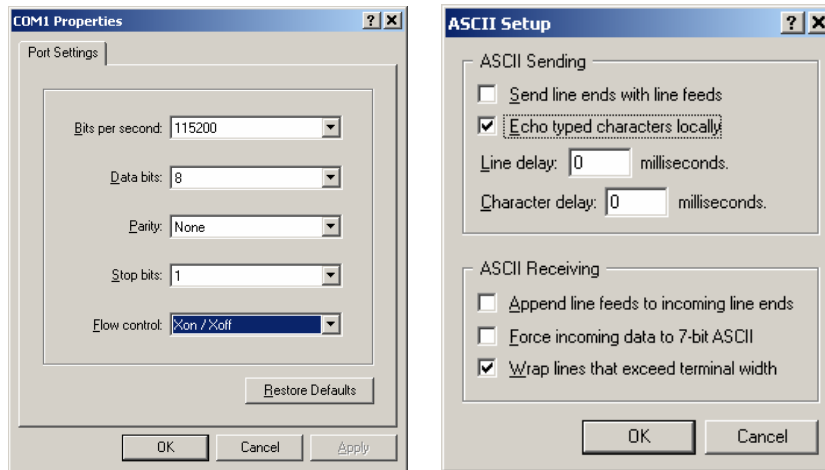 COM1 Properties
Port Settings
Bits per second: 115200
Data bits: 8
Parity: None
Stop bits: 1
Flow control: Xon / Xoff
Restore Defaults
OK Cancel Apply
ASCII Setup
ASCII Sending
Send line ends with line feeds
Echo typed characters locally
Line delay: 0 milliseconds.
Character delay: 0 milliseconds.
ASCII Receiving
Append line feeds to incoming line ends
Force incoming data to 7-bit ASCII
Wrap lines that exceed terminal width
OK Cancel